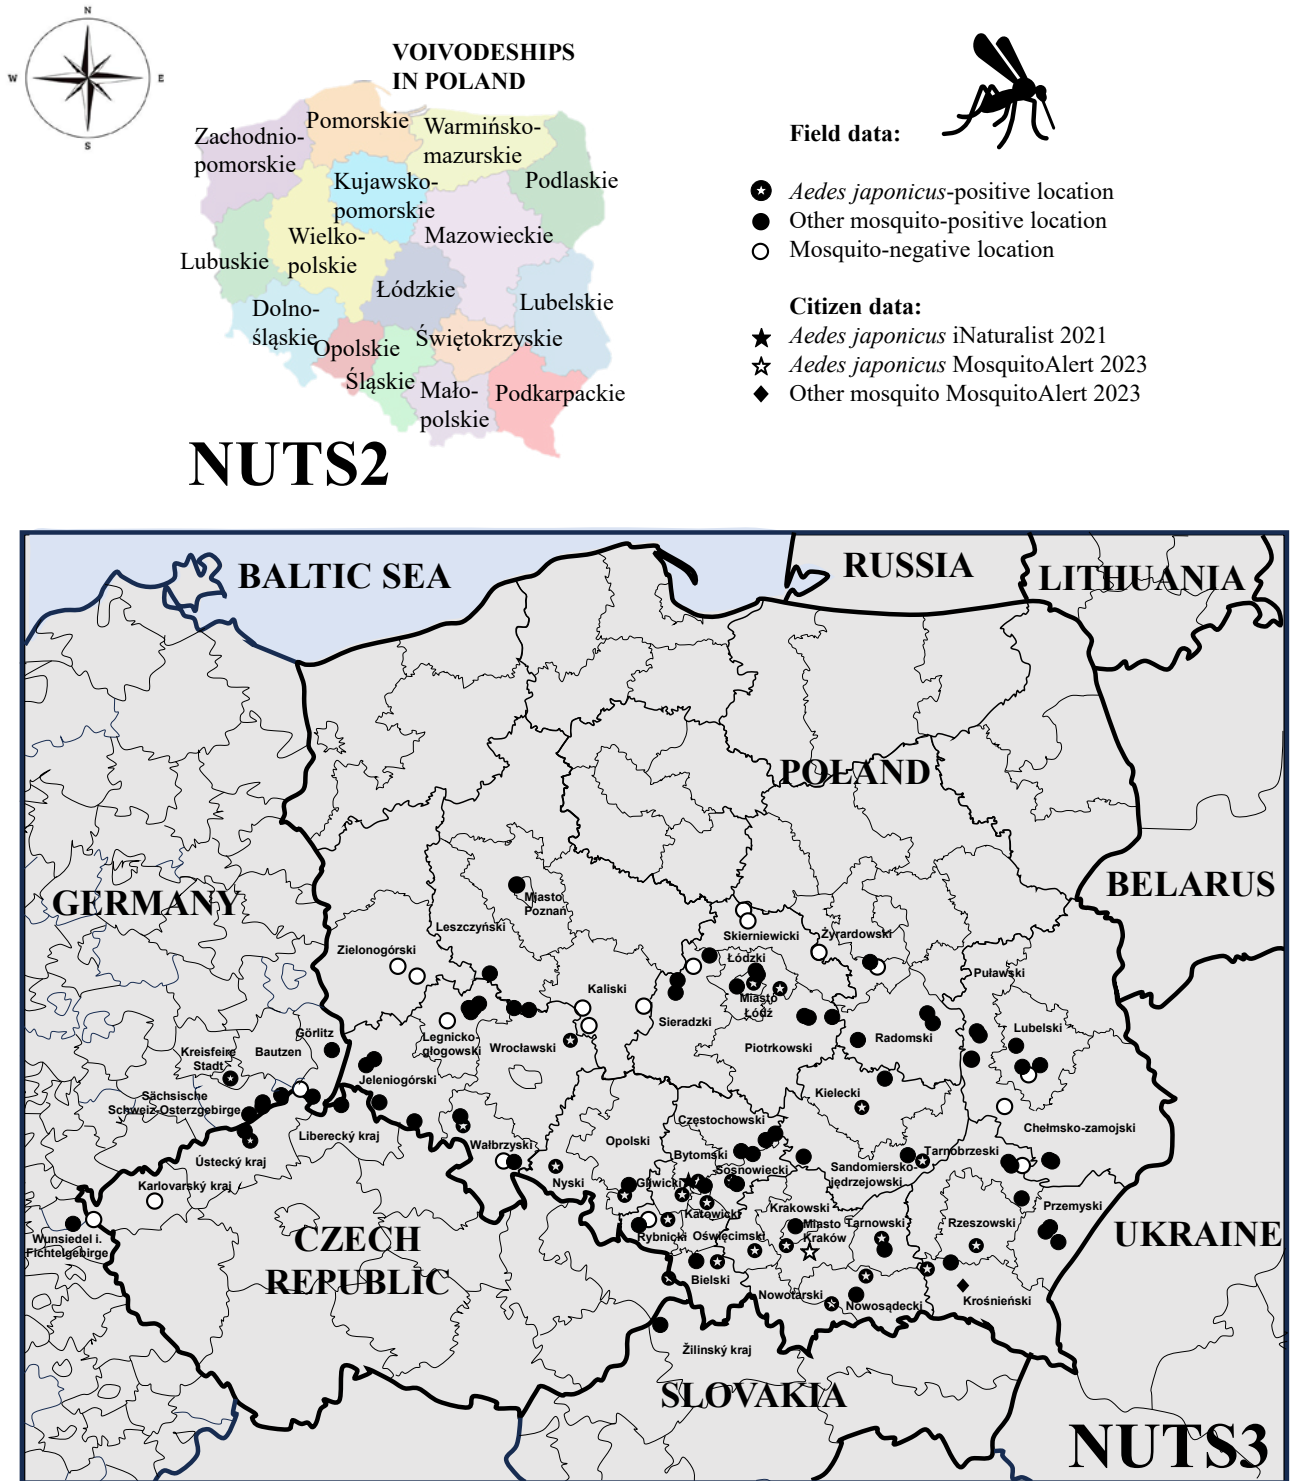 N
W
E
S
VOIVODESHIPS
IN POLAND
Zachodnio-
pomorskie
Pomorskie
Warmińsko-
mazurskie
Podlaskie
Kujawsko-
pomorskie
Mazowieckie
Wielko-
polskie
Lubuskie
Łódzkie
Lubelskie
Dolno-
śląskie
Opolskie
Świętokrzyskie
Śląskie
Mało-
polskie
Podkarpackie
NUTS2
Field data:
Aedes japonicus-positive location
Other mosquito-positive location
Mosquito-negative location
Citizen data:
Aedes japonicus iNaturalist 2021
Aedes japonicus MosquitoAlert 2023
Other mosquito MosquitoAlert 2023
BALTIC SEA
RUSSIA
LITHUANIA
POLAND
GERMANY
BELARUS
Miasto
Poznań
Leszczyński
Zielonogórski
Skierniewicki
Żyrardowski
Łódzki
Puławski
Kaliski
Miasto
Łódź
Sieradzki
Lubelski
Görlitz
Legnicko-
głogowski
Wrocławski
Piotrkowski
Radomski
Kreisfeire
Stadt
Bautzen
Jeleniogórski
Kielecki
Sächsische
Schweiz-Osterzgebirge
Liberecký kraj
Częstochowski
Chełmsko-zamojski
Wałbrzyski
Opolski
Bytomski
Tarnobrzeski
Ústecký kraj
Sosnowiecki
Sandomiersko-
jędrzejowski
Karlovarský kraj
Nyski
Gliwicki
Katowicki
Krakowski
Przemyski
Wunsiedel i.
Fichtelgebirge
Rybnicki
Oświęcimski
Miasto
Kraków
Tarnowski
Rzeszowski
CZECH
REPUBLIC
UKRAINE
Bielski
Nowotarski
Nowosądecki
Krośnieński
Žilinský kraj
SLOVAKIA
NUTS3